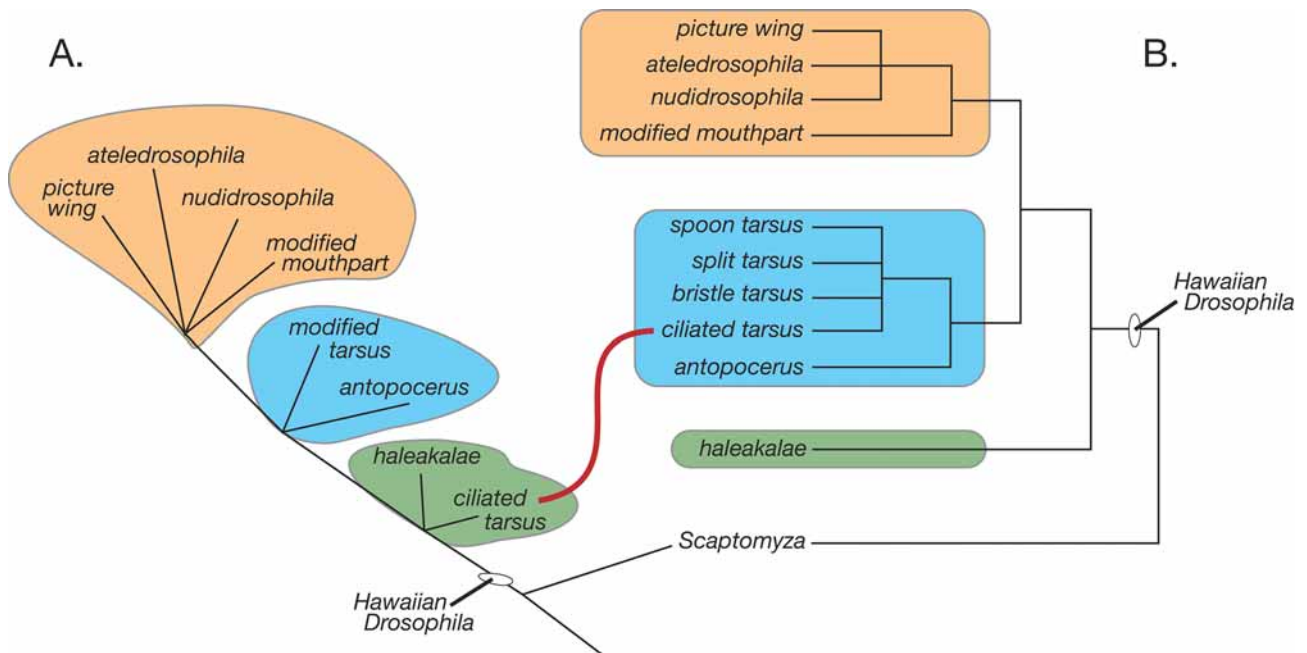 A.
ateledrosophila
picture
wing
nudidrosophila
modified
mouthpart
modified
tarsus
antopocerus
haleakalae
ciliated
tarsus
Hawaiian
Drosophila
B.
picture wing
ateledrosophila
nudidrosophila
modified mouthpart
spoon tarsus
split tarsus
bristle tarsus
ciliated tarsus
antopocerus
haleakalae
Scaptomyza
Hawaiian
Drosophila